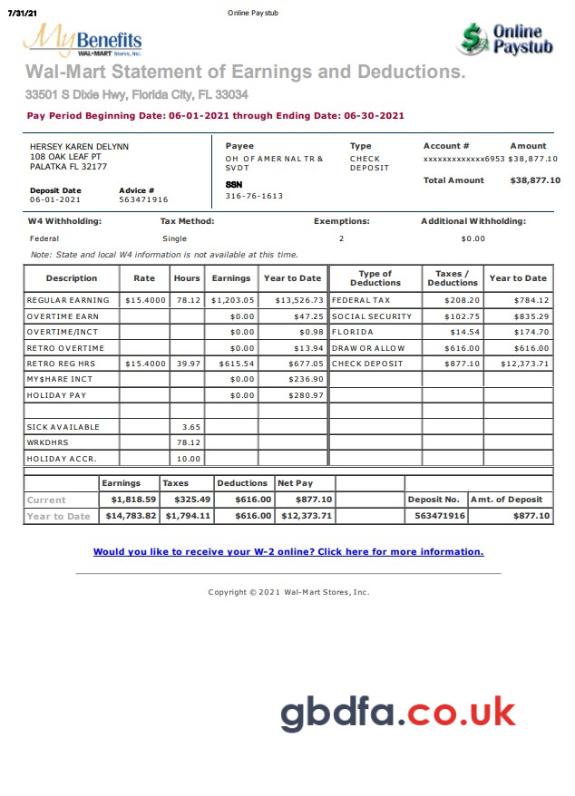 7/31/21 Online Paystub
MyBenefits
WAL-MART Stores, Inc.
Online
Paystub
Wal-Mart Statement of Earnings and Deductions.
33501 S Dixie Hwy, Florida City, FL 33034
Pay Period Beginning Date: 06-01-2021 through Ending Date: 06-30-2021
HERSEY KAREN DELYNN
108 OAK LEAF PT
PALATKA FL 32177
Deposit Date Advice #
06-01-2021 563471916
Payee Type Account # Amount
OH OF AMER NAL TR & CHECK xxxxxxxxxxxxx6953 $38,877.10
SVDT DEPOSIT
Total Amount $38,877.10
SSN
316-76-1613
W4 Withholding: Tax Method: Exemptions: Additional Withholding:
Federal Single 2 $0.00
Note: State and local W4 information is not available at this time.
Description Rate Hours Earnings Year to Date Type of Deductions Taxes / Deductions Year to Date
REGULAR EARNING $15.4000 78.12 $1,203.05 $13,526.73 FEDERAL TAX $208.20 $784.12
OVERTIME EARN $0.00 $47.25 SOCIAL SECURITY $102.75 $835.29
OVERTIME/INCT $0.00 $0.98 FLORIDA $14.54 $174.70
RETRO OVERTIME $0.00 $13.94 DRAW OR ALLOW $616.00 $616.00
RETRO REG HRS $15.4000 39.97 $615.54 $677.05 CHECK DEPOSIT $877.10 $12,373.71
MY$HARE INCT $0.00 $236.90
HOLIDAY PAY $0.00 $280.97
SICK AVAILABLE 3.65
WRKDHRS 78.12
HOLIDAY ACCR. 10.00
Earnings Taxes Deductions Net Pay
Current $1,818.59 $325.49 $616.00 $877.10 Deposit No. Amt. of Deposit
Year to Date $14,783.82 $1,794.11 $616.00 $12,373.71 563471916 $877.10
Would you like to receive your W-2 online? Click here for more information.
Copyright © 2021 Wal-Mart Stores, Inc.
gbdfa.co.uk